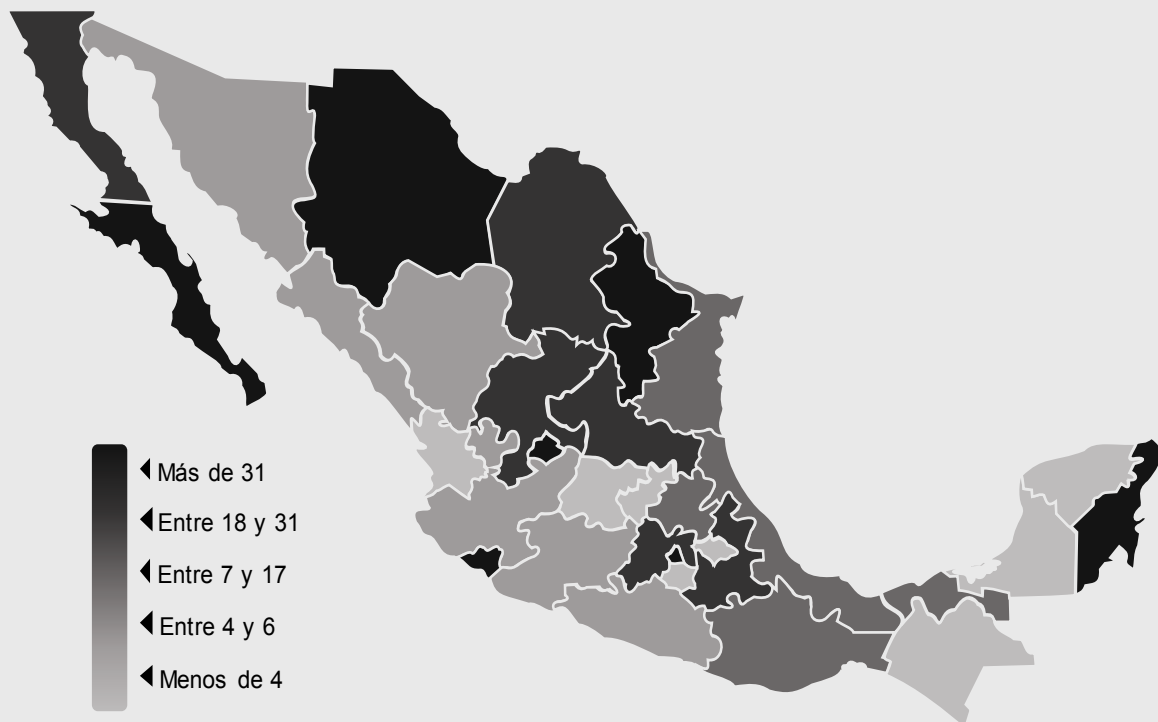 Más de 31
Entre 18 y 31
Entre 7 y 17
Entre 4 y 6
Menos de 4